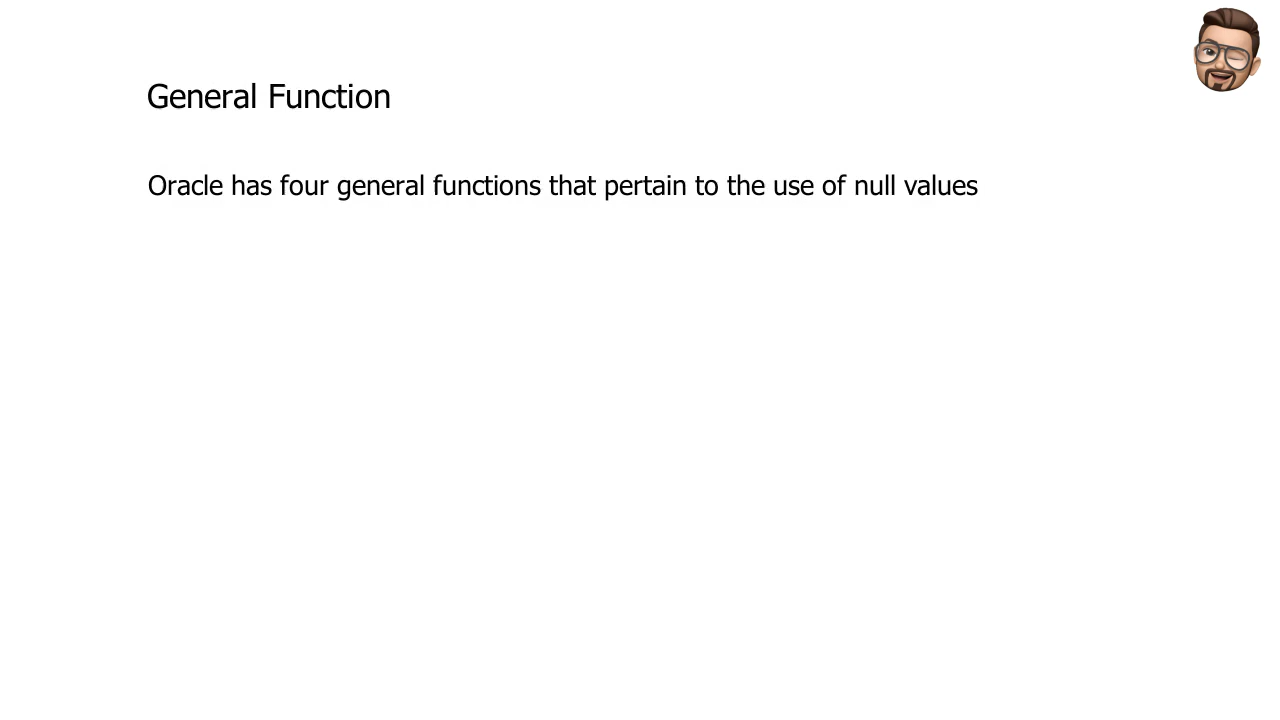 General Function
Oracle has four general functions that pertain to the use of null values